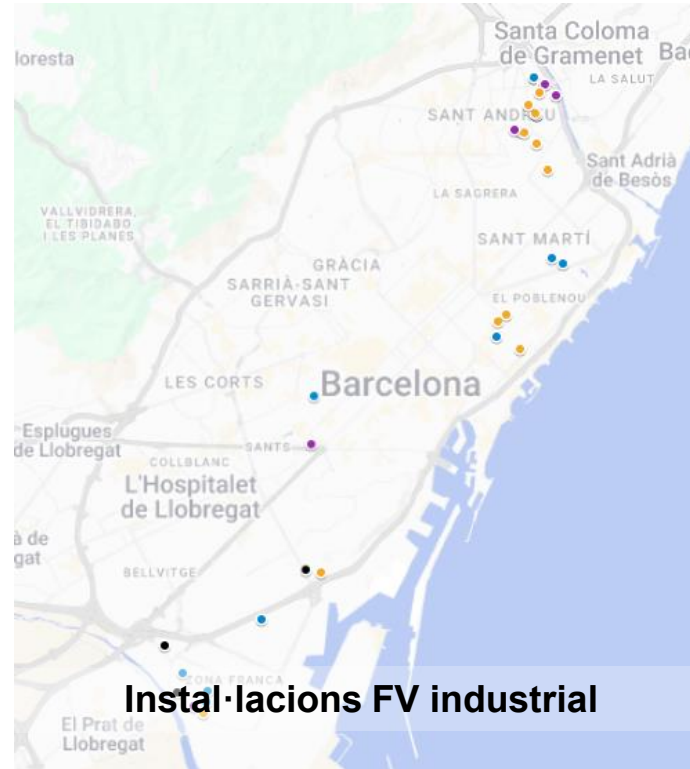 Santa Coloma
de Gramenet
Ba
loresta
LA SALUT
SANT ANDREU
Sant Adrià
de Besòs
LA SAGRERA
VALLVIDRERA,
EL TIBIDABO
I LES PLANES
SANT MARTÍ
GRÀCIA
SARRIÀ-SANT
GERVASI
EL POBLENOU
LES CORTS
Barcelona
Esplugues
de Llobregat
SANTS
COLLBLANC
L'Hospitalet
de Llobregat
à de
gat
BELLVITGE
ZONA FRANCA
Instal·lacions FV industrial
El Prat de
Llobregat